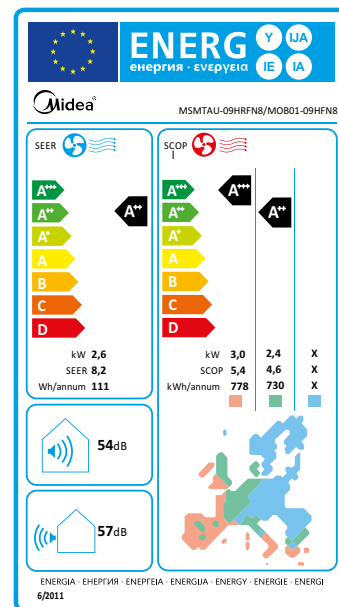 ENERG
енергия · ενεργεια
Y IJA
IE IA
Midea
MSMTAU-09HRFN8/MOB01-09HFN8
SEER
SCOP
I
A+++ A+++
A++ A++
A++ A++
A+ A+
A A
B B
C C
D D
kW 2,6
SEER 8,2
Wh/annum 111
A+++
kW 3,0 2,4 X
SCOP 5,4 4,6 X
kWh/annum 778 730 X
54dB
57dB
ENERGIA · ЕНЕРГИЯ · ΕΝΕΡΓΕΙΑ · ENERGIJA · ENERGY · ENERGIE · ENERGI
6/2011